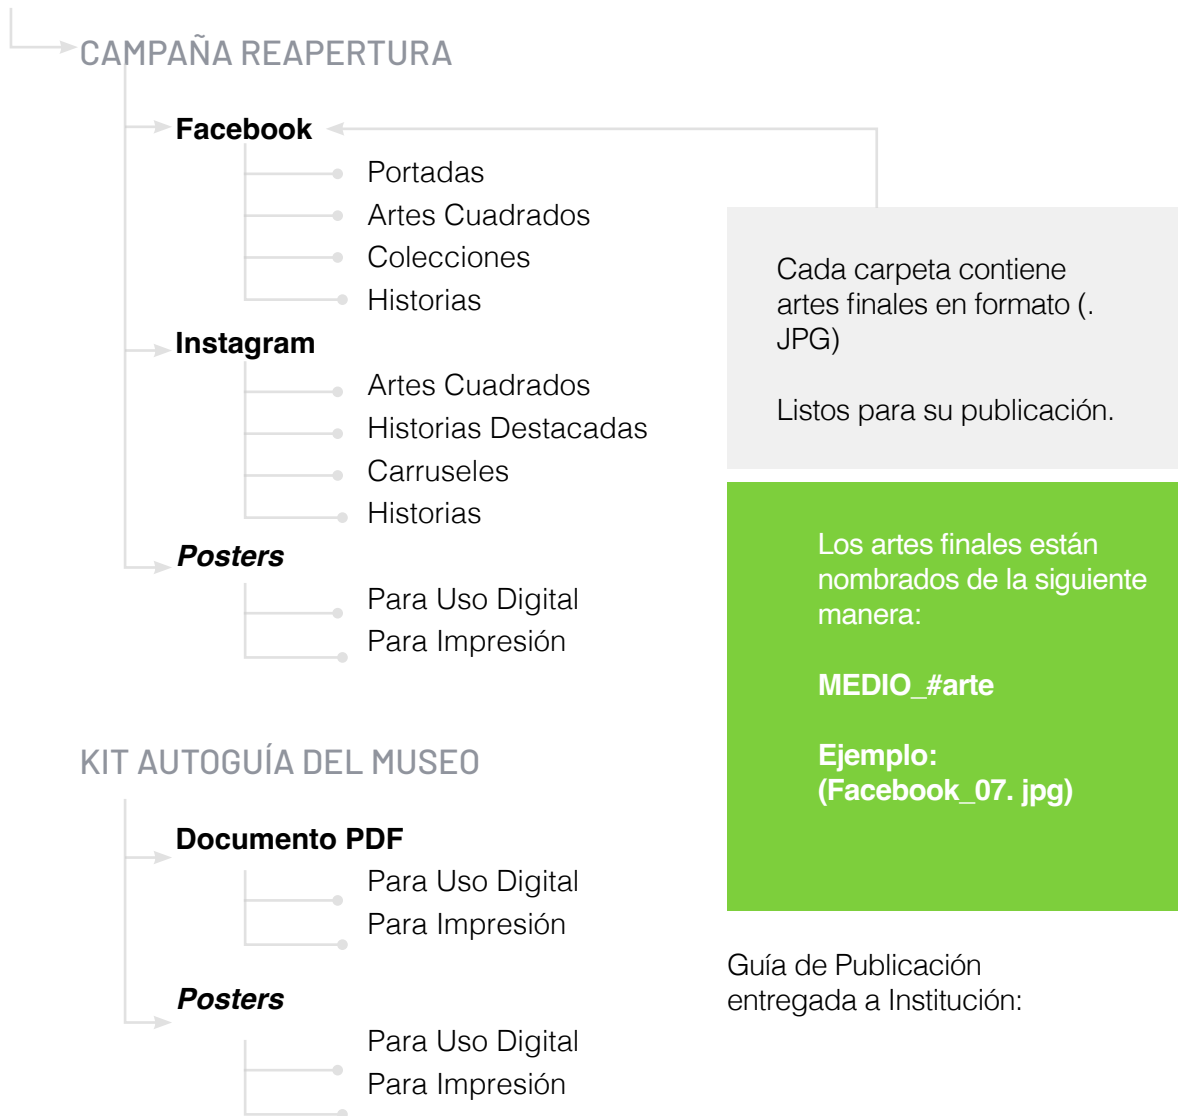 CAMPAÑA REAPERTURA
Facebook
Portadas
Artes Cuadrados
Colecciones
Historias
Instagram
Artes Cuadrados
Historias Destacadas
Carruseles
Historias
Posters
Para Uso Digital
Para Impresión
Cada carpeta contiene
artes finales en formato (.
JPG)
Listos para su publicación.
Los artes finales están
nombrados de la siguiente
manera:
MEDIO_#arte
Ejemplo:
(Facebook_07. jpg)
KIT AUTOGUÍA DEL MUSEO
Documento PDF
Para Uso Digital
Para Impresión
Posters
Para Uso Digital
Para Impresión
Guía de Publicación
entregada a Institución: